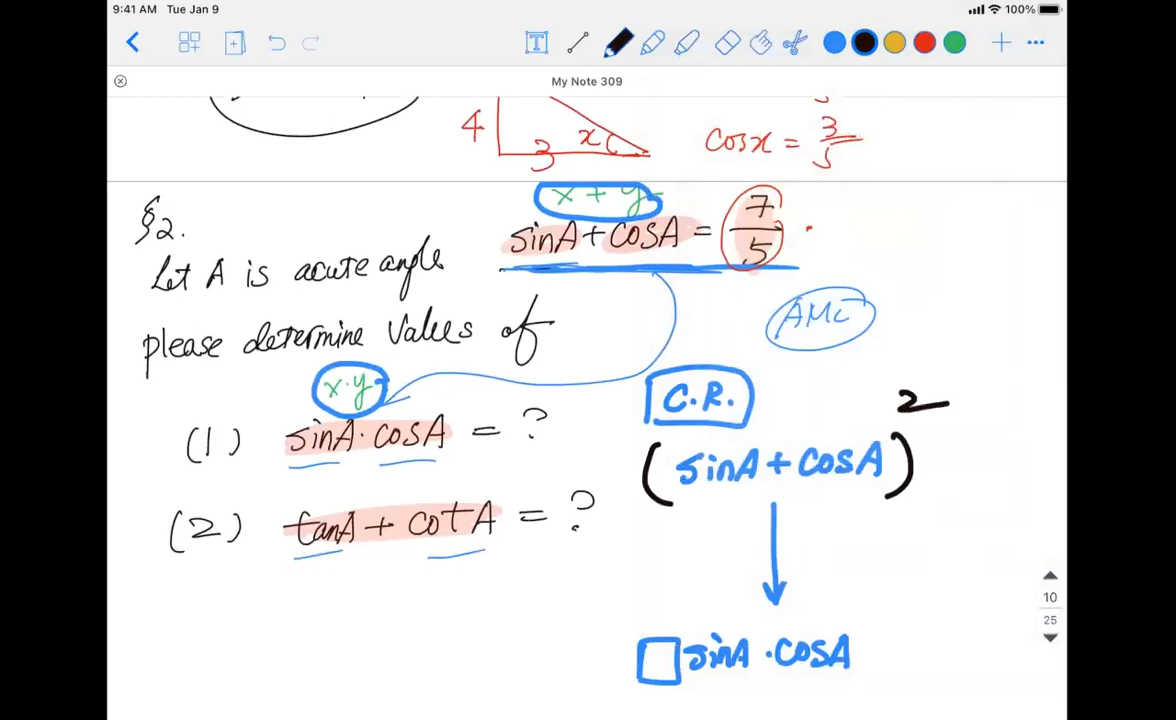 9:41 AM Tue Jan 9
100%
My Note 309
4
x
3
cosx = 3/5
x + y
§2.
sinA + cosA = 7/5
Let A is acute angle
AMC
please determine values of
x·y
C.R.
(1) sinA·cosA = ?
(sinA + cosA)²
(2) tanA + cotA = ?
10
25
□ sinA·cosA